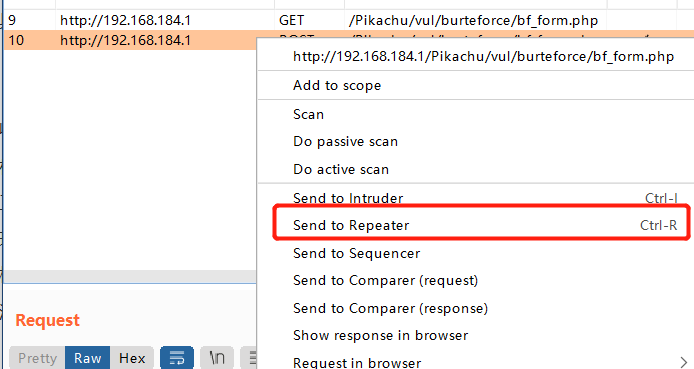 9 http://192.168.184.1 GET /Pikachu/vul/burteforce/bf_form.php
10 http://192.168.184.1
http://192.168.184.1/Pikachu/vul/burteforce/bf_form.php
Add to scope
Scan
Do passive scan
Do active scan
Send to Intruder Ctrl-I
Send to Repeater Ctrl-R
Send to Sequencer
Send to Comparer (request)
Send to Comparer (response)
Show response in browser
Request in browser
Request
Pretty Raw Hex \n